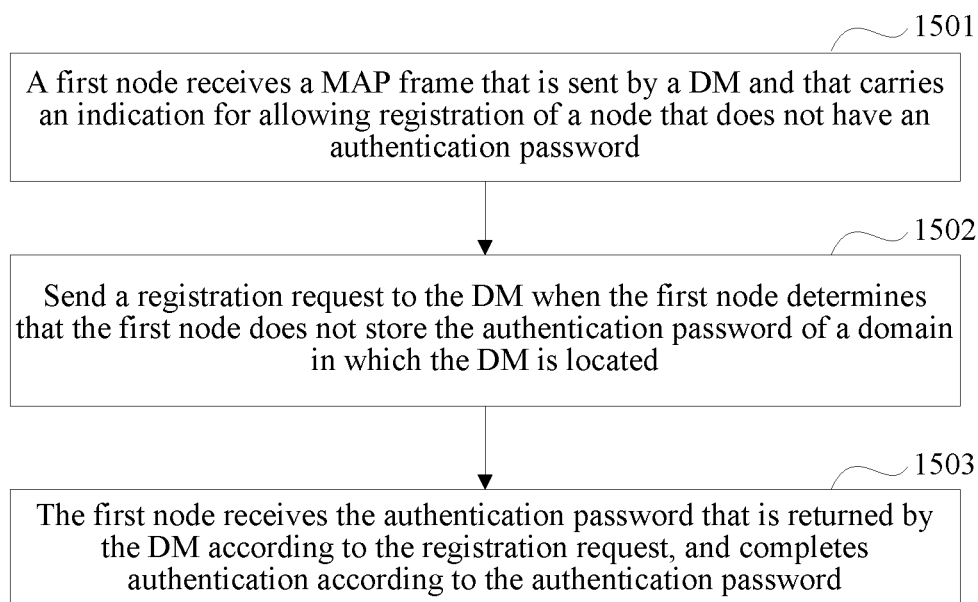 1501
A first node receives a MAP frame that is sent by a DM and that carries
an indication for allowing registration of a node that does not have an
authentication password
1502
Send a registration request to the DM when the first node determines
that the first node does not store the authentication password of a domain
in which the DM is located
1503
The first node receives the authentication password that is returned by
the DM according to the registration request, and completes
authentication according to the authentication password